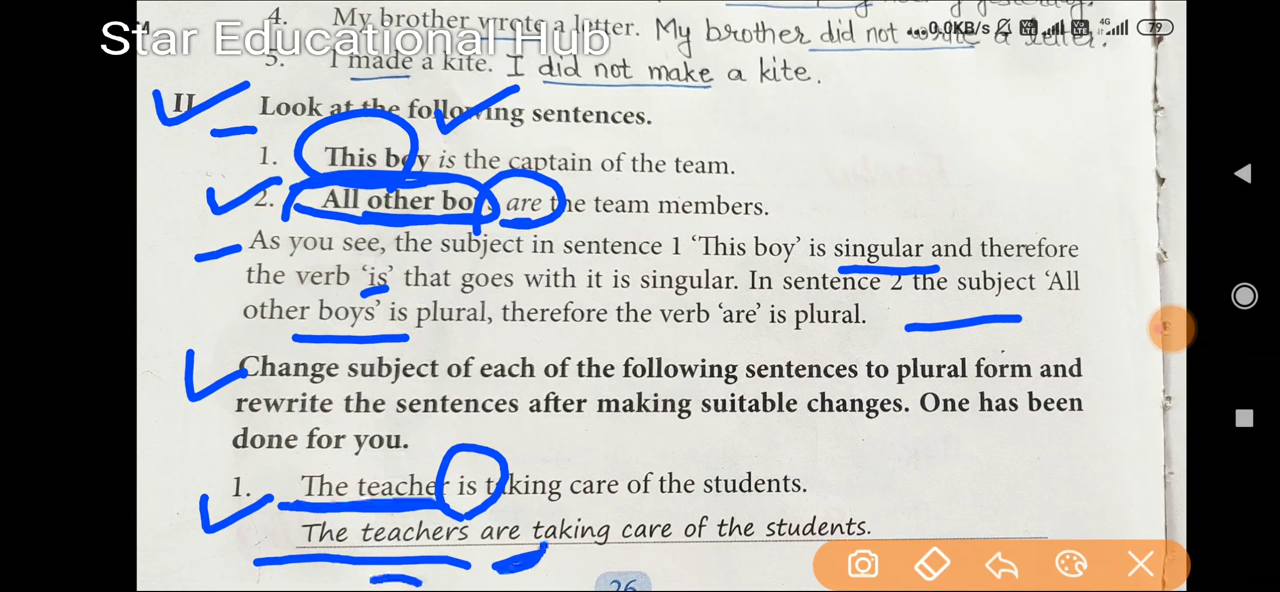 4. My brother wrote a letter. My brother did not a letter.
Star Educational Hub
0.0KB/s 4G 79
5. I made a kite. I did not make a kite.
II. Look at the following sentences.
1. This boy is the captain of the team.
2. All other boys are the team members.
As you see, the subject in sentence 1 ‘This boy’ is singular and therefore
the verb ‘is’ that goes with it is singular. In sentence 2 the subject ‘All
other boys’ is plural, therefore the verb ‘are’ is plural.
Change subject of each of the following sentences to plural form and
rewrite the sentences after making suitable changes. One has been
done for you.
1. The teacher is taking care of the students.
The teachers are taking care of the students.
26